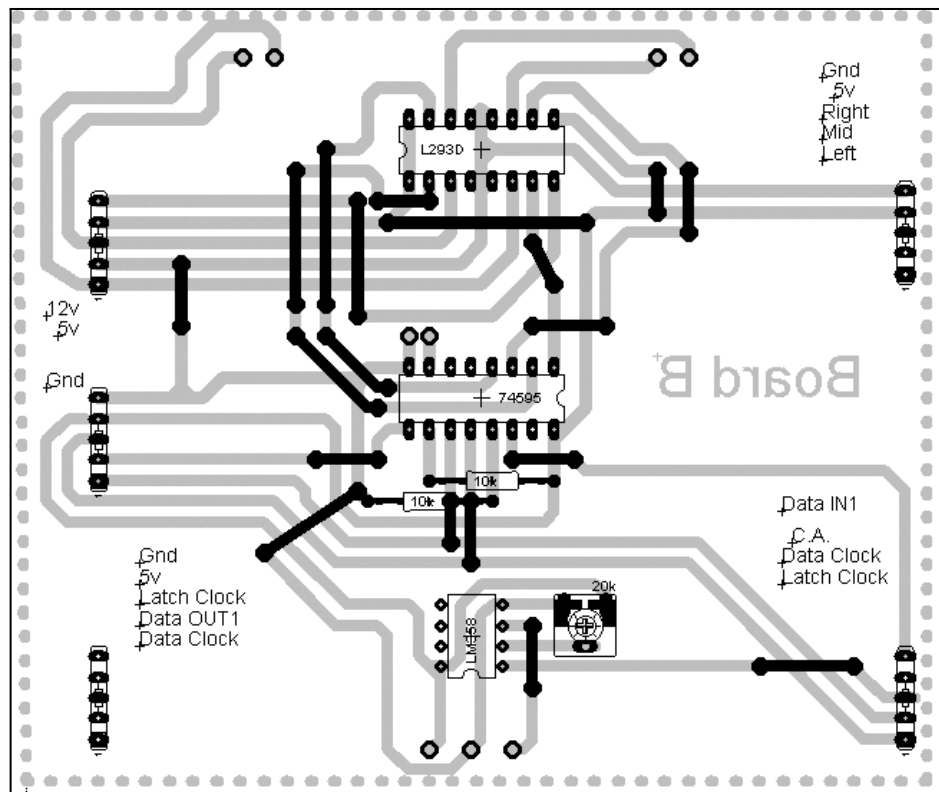 Gnd
5v
Right
Mid
Left
L293D
12v
5v
Gnd
Board B
74595
10k
10k
Data IN1
C.A.
Data Clock
Latch Clock
Gnd
5v
Latch Clock
Data OUT1
Data Clock
20k
LM358